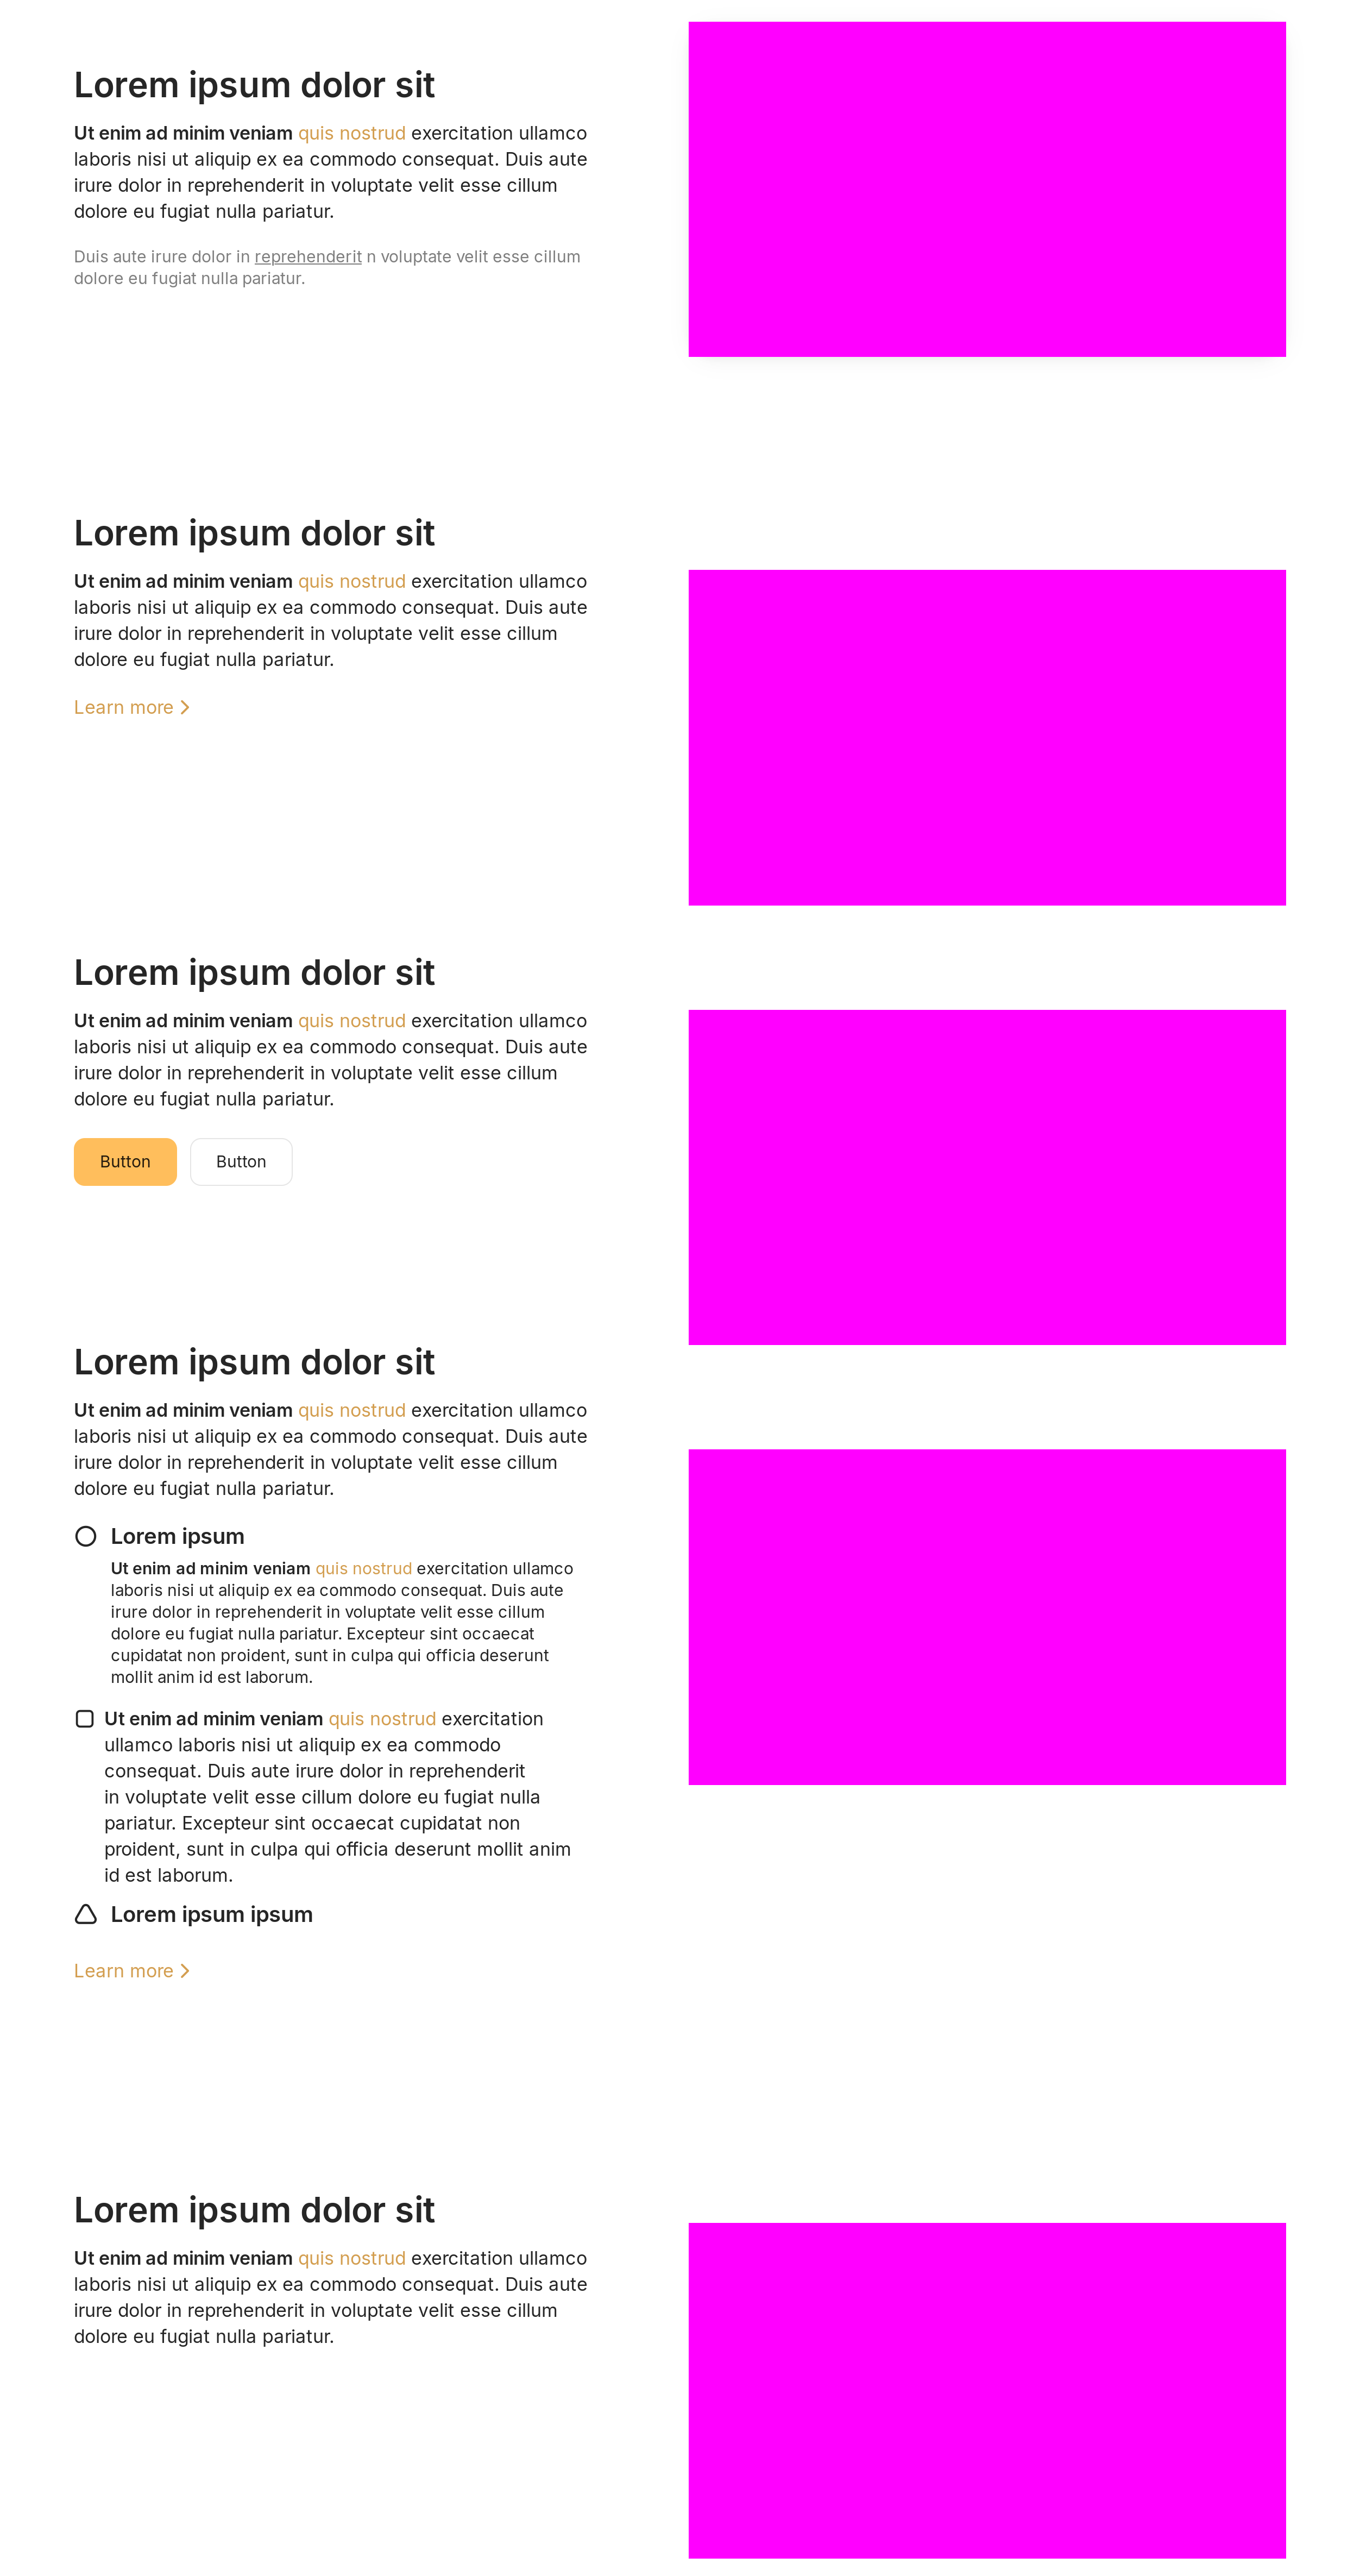 Lorem ipsum dolor sit
Ut enim ad minim veniam quis nostrud exercitation ullamco
laboris nisi ut aliquip ex ea commodo consequat. Duis aute
irure dolor in reprehenderit in voluptate velit esse cillum
dolore eu fugiat nulla pariatur.
Duis aute irure dolor in reprehenderit n voluptate velit esse cillum
dolore eu fugiat nulla pariatur.
Lorem ipsum dolor sit
Ut enim ad minim veniam quis nostrud exercitation ullamco
laboris nisi ut aliquip ex ea commodo consequat. Duis aute
irure dolor in reprehenderit in voluptate velit esse cillum
dolore eu fugiat nulla pariatur.
Learn more
Lorem ipsum dolor sit
Ut enim ad minim veniam quis nostrud exercitation ullamco
laboris nisi ut aliquip ex ea commodo consequat. Duis aute
irure dolor in reprehenderit in voluptate velit esse cillum
dolore eu fugiat nulla pariatur.
Button Button
Lorem ipsum dolor sit
Ut enim ad minim veniam quis nostrud exercitation ullamco
laboris nisi ut aliquip ex ea commodo consequat. Duis aute
irure dolor in reprehenderit in voluptate velit esse cillum
dolore eu fugiat nulla pariatur.
Lorem ipsum
Ut enim ad minim veniam quis nostrud exercitation ullamco
laboris nisi ut aliquip ex ea commodo consequat. Duis aute
irure dolor in reprehenderit in voluptate velit esse cillum
dolore eu fugiat nulla pariatur. Excepteur sint occaecat
cupidatat non proident, sunt in culpa qui officia deserunt
mollit anim id est laborum.
Ut enim ad minim veniam quis nostrud exercitation
ullamco laboris nisi ut aliquip ex ea commodo
consequat. Duis aute irure dolor in reprehenderit
in voluptate velit esse cillum dolore eu fugiat nulla
pariatur. Excepteur sint occaecat cupidatat non
proident, sunt in culpa qui officia deserunt mollit anim
id est laborum.
Lorem ipsum ipsum
Learn more
Lorem ipsum dolor sit
Ut enim ad minim veniam quis nostrud exercitation ullamco
laboris nisi ut aliquip ex ea commodo consequat. Duis aute
irure dolor in reprehenderit in voluptate velit esse cillum
dolore eu fugiat nulla pariatur.